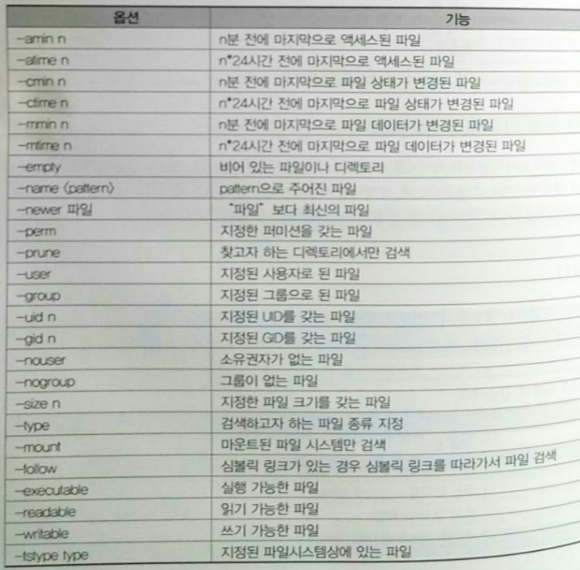 옵션 기능
-amin n n분 전에 마지막으로 액세스된 파일
-atime n n*24시간 전에 마지막으로 액세스된 파일
-cmin n n분 전에 마지막으로 파일 상태가 변경된 파일
-ctime n n*24시간 전에 마지막으로 파일 상태가 변경된 파일
-mmin n n분 전에 마지막으로 파일 데이터가 변경된 파일
-mtime n n*24시간 전에 마지막으로 파일 데이터가 변경된 파일
-empty 비어 있는 파일이나 디렉토리
-name 〈pattern〉 pattern으로 주어진 파일
-newer 파일 "파일" 보다 최신의 파일
-perm 지정한 퍼미션을 갖는 파일
-prune 찾고자 하는 디렉토리에서만 검색
-user 지정된 사용자로 된 파일
-group 지정된 그룹으로 된 파일
-uid n 지정된 UID를 갖는 파일
-gid n 지정된 GID를 갖는 파일
-nouser 소유권자가 없는 파일
-nogroup 그룹이 없는 파일
-size n 지정한 파일 크기를 갖는 파일
-type 검색하고자 하는 파일 종류 지정
-mount 마운트된 파일 시스템만 검색
-follow 심볼릭 링크가 있는 경우 심볼릭 링크를 따라가서 파일 검색
-executable 실행 가능한 파일
-readable 읽기 가능한 파일
-writable 쓰기 가능한 파일
-fstype type 지정된 파일시스템상에 있는 파일